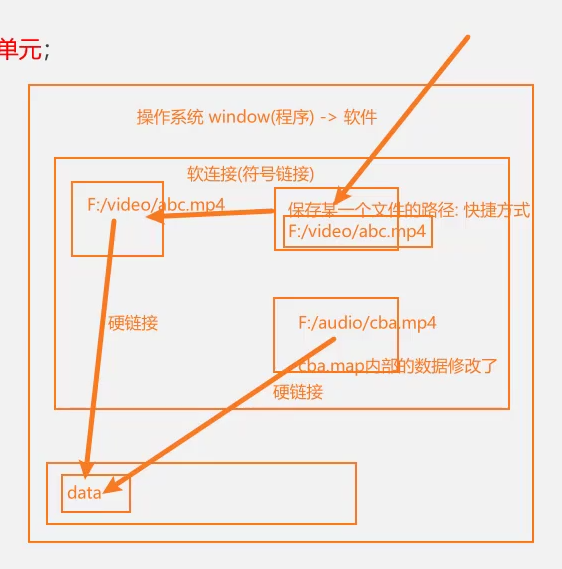 单元；
操作系统 window(程序) -> 软件
软连接(符号链接)
F:/video/abc.mp4
保存某一个文件的路径: 快捷方式
F:/video/abc.mp4
硬链接
F:/audio/cba.mp4
cba.map内部的数据修改了
硬链接
data